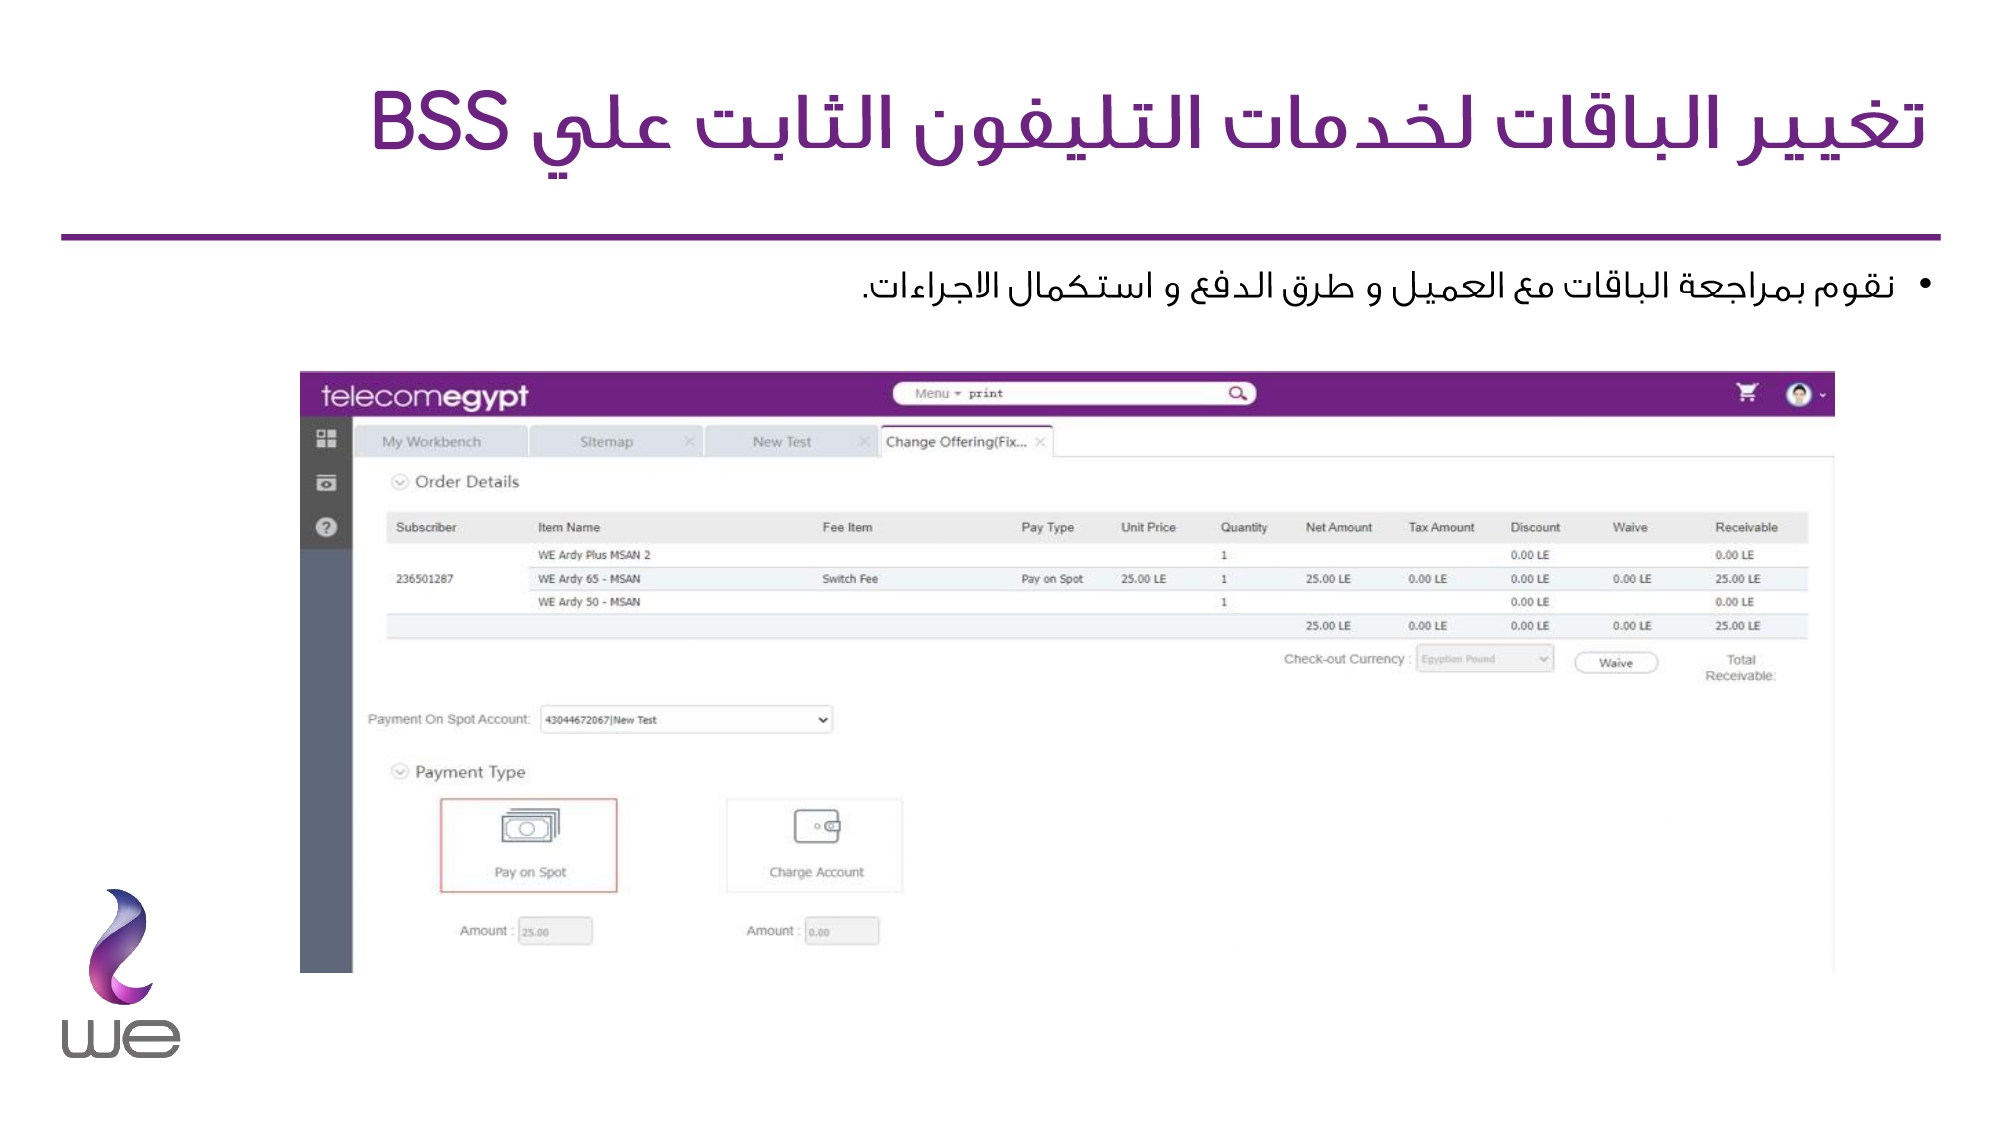 تغيير الباقات لخدمات التليفون الثابت علي BSS
• نقوم بمراجعة الباقات مع العميل و طرق الدفع و استكمال الاجراءات.
telecomegypt
Menu print
My Workbench Sitemap New Test Change Offering(Fix...
Order Details
Subscriber Item Name Fee Item Pay Type Unit Price Quantity Net Amount Tax Amount Discount Waive Receivable
WE Ardy Plus MSAN 2 1 0.00 LE 0.00 LE
236501287 WE Ardy 65 - MSAN Switch Fee Pay on Spot 25.00 LE 1 25.00 LE 0.00 LE 0.00 LE 0.00 LE 25.00 LE
WE Ardy 50 - MSAN 1 0.00 LE 0.00 LE
25.00 LE 0.00 LE 0.00 LE 0.00 LE 25.00 LE
Check-out Currency : Egyption Pound Waive Total
Receivable:
Payment On Spot Account: 43044672067|New Test
Payment Type
Pay on Spot Charge Account
Amount : 25.00 Amount : 0.00
we